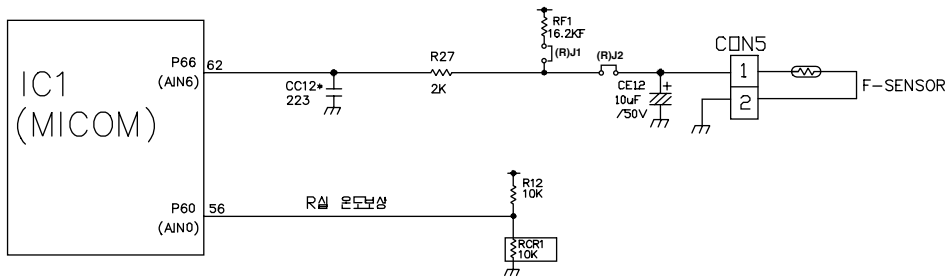 RF1
16.2KF
(R)J1
CON5
P66
62
(AIN6)
R27
2K
(R)J2
1
2
F-SENSOR
IC1
(MICOM)
CC12*
223
CE12
10uF
/50V
+
R12
10K
P60
56
(AIN0)
R실 온도보상
RCR1
10K